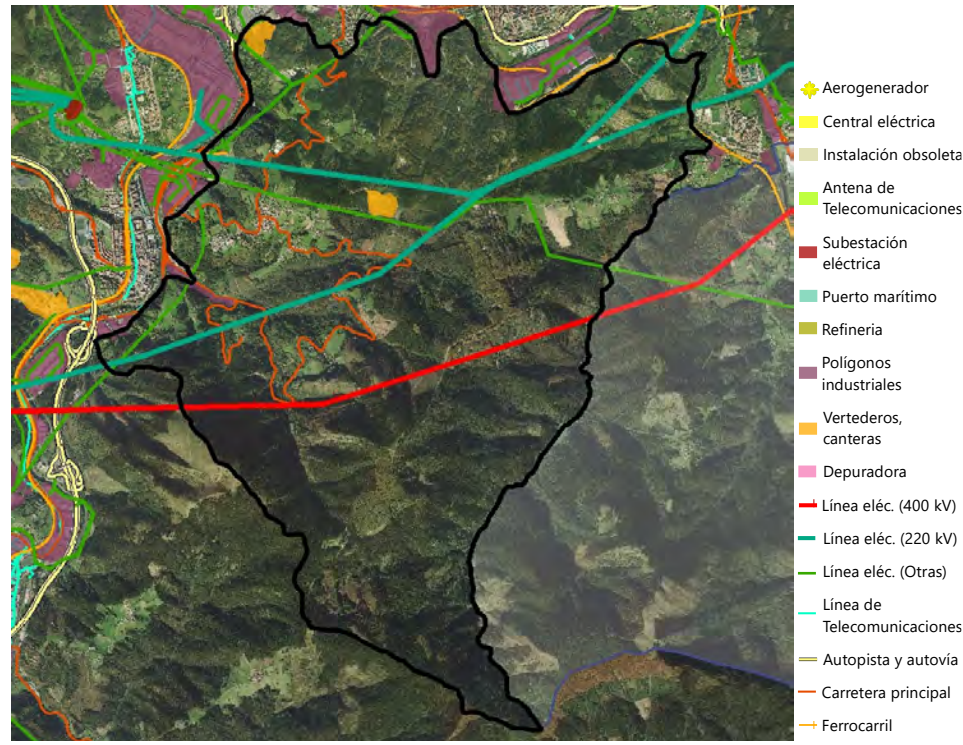 Aerogenerador
Central eléctrica
Instalación obsoleta
Antena de
Telecomunicaciones
Subestación
eléctrica
Puerto marítimo
Refineria
Polígonos
industriales
Vertederos,
canteras
Depuradora
Línea eléc. (400 kV)
Línea eléc. (220 kV)
Línea eléc. (Otras)
Línea de
Telecomunicaciones
Autopista y autovía
Carretera principal
Ferrocarril